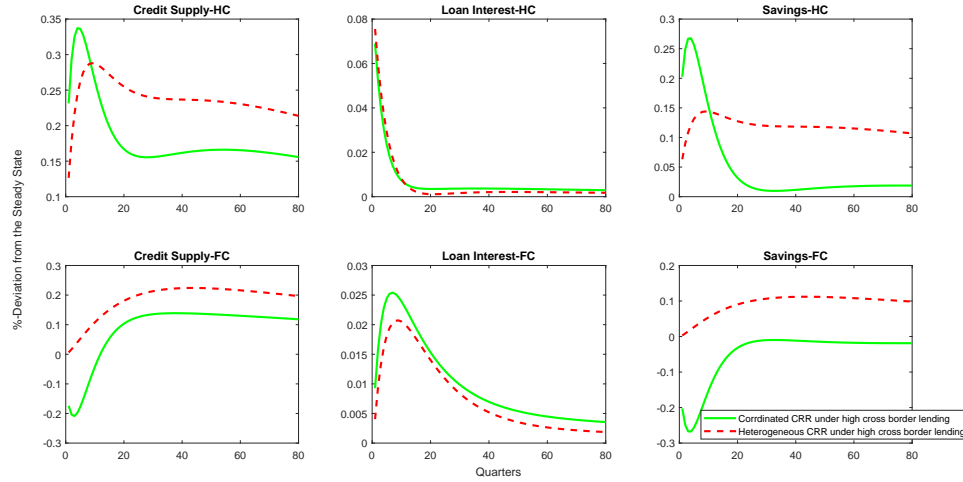 Credit Supply-HC
Loan Interest-HC
Savings-HC
0.35
0.3
0.25
0.2
0.15
0.1
0 20 40 60 80
0.08
0.06
0.04
0.02
0
0 20 40 60 80
0.3
0.25
0.2
0.15
0.1
0.05
0
0 20 40 60 80
%-Deviation from the Steady State
Credit Supply-FC
Loan Interest-FC
Savings-FC
0.2
0.1
0
-0.1
-0.2
-0.3
0 20 40 60 80
0.03
0.025
0.02
0.015
0.01
0.005
0
0 20 40 60 80
0.2
0.1
0
-0.1
-0.2
-0.3
0 20 40 60 80
Corrdinated CRR under high cross border lending
Heterogeneous CRR under high cross border lending
Quarters